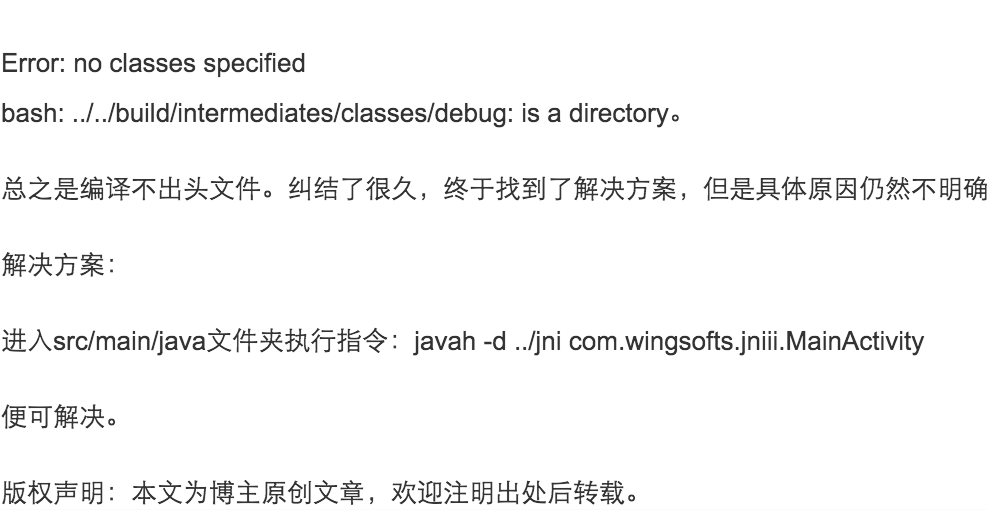 Error: no classes specified
bash: ../../build/intermediates/classes/debug: is a directory。
总之是编译不出头文件。纠结了很久，终于找到了解决方案，但是具体原因仍然不明确
解决方案：
进入src/main/java文件夹执行指令：javah -d ../jni com.wingsofts.jniii.MainActivity
便可解决。
版权声明：本文为博主原创文章，欢迎注明出处后转载。